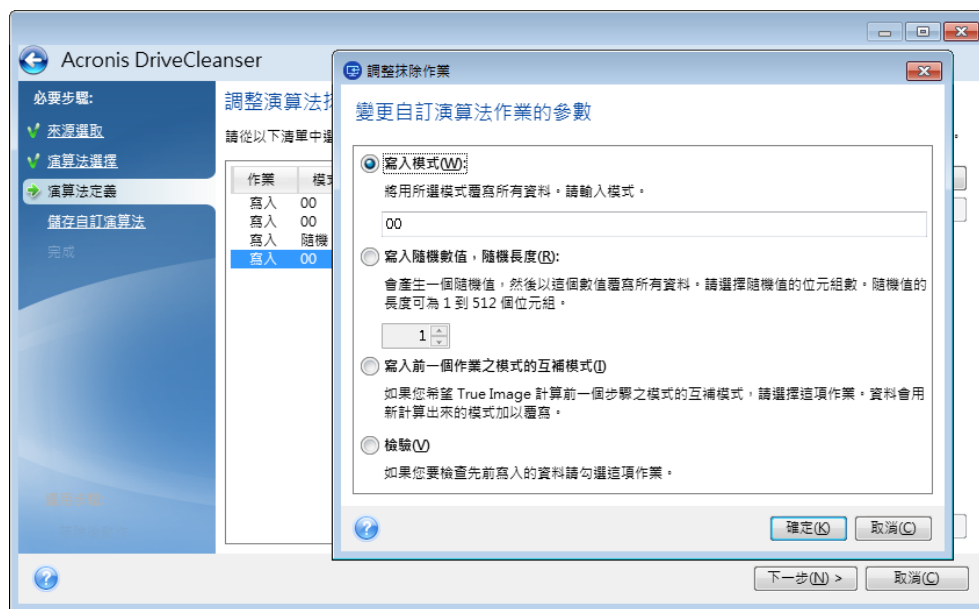 Acronis DriveCleanser
必要步驟:
來源選取
演算法選擇
演算法定義
儲存自訂演算法
完成
調整演算法抹
請從以下清單中選
作業 模式
寫入 00
寫入 00
寫入 隨機
寫入 00
調整抹除作業
變更自訂演算法作業的參數
寫入模式(W):
將用所選模式覆寫所有資料。請輸入模式。
00
寫入隨機數值，隨機長度(R):
會產生一個隨機值，然後以這個數值覆寫所有資料。請選擇隨機值的位元組數。隨機值的
長度可為 1 到 512 個位元組。
1
寫入前一個作業之模式的互補模式(I)
如果您希望 True Image 計算前一個步驟之模式的互補模式，請選擇這項作業。資料會用
新計算出來的模式加以覆寫。
檢驗(V)
如果您要檢查先前寫入的資料請勾選這項作業。
確定(K)
取消(C)
下一步(N) >
取消(C)